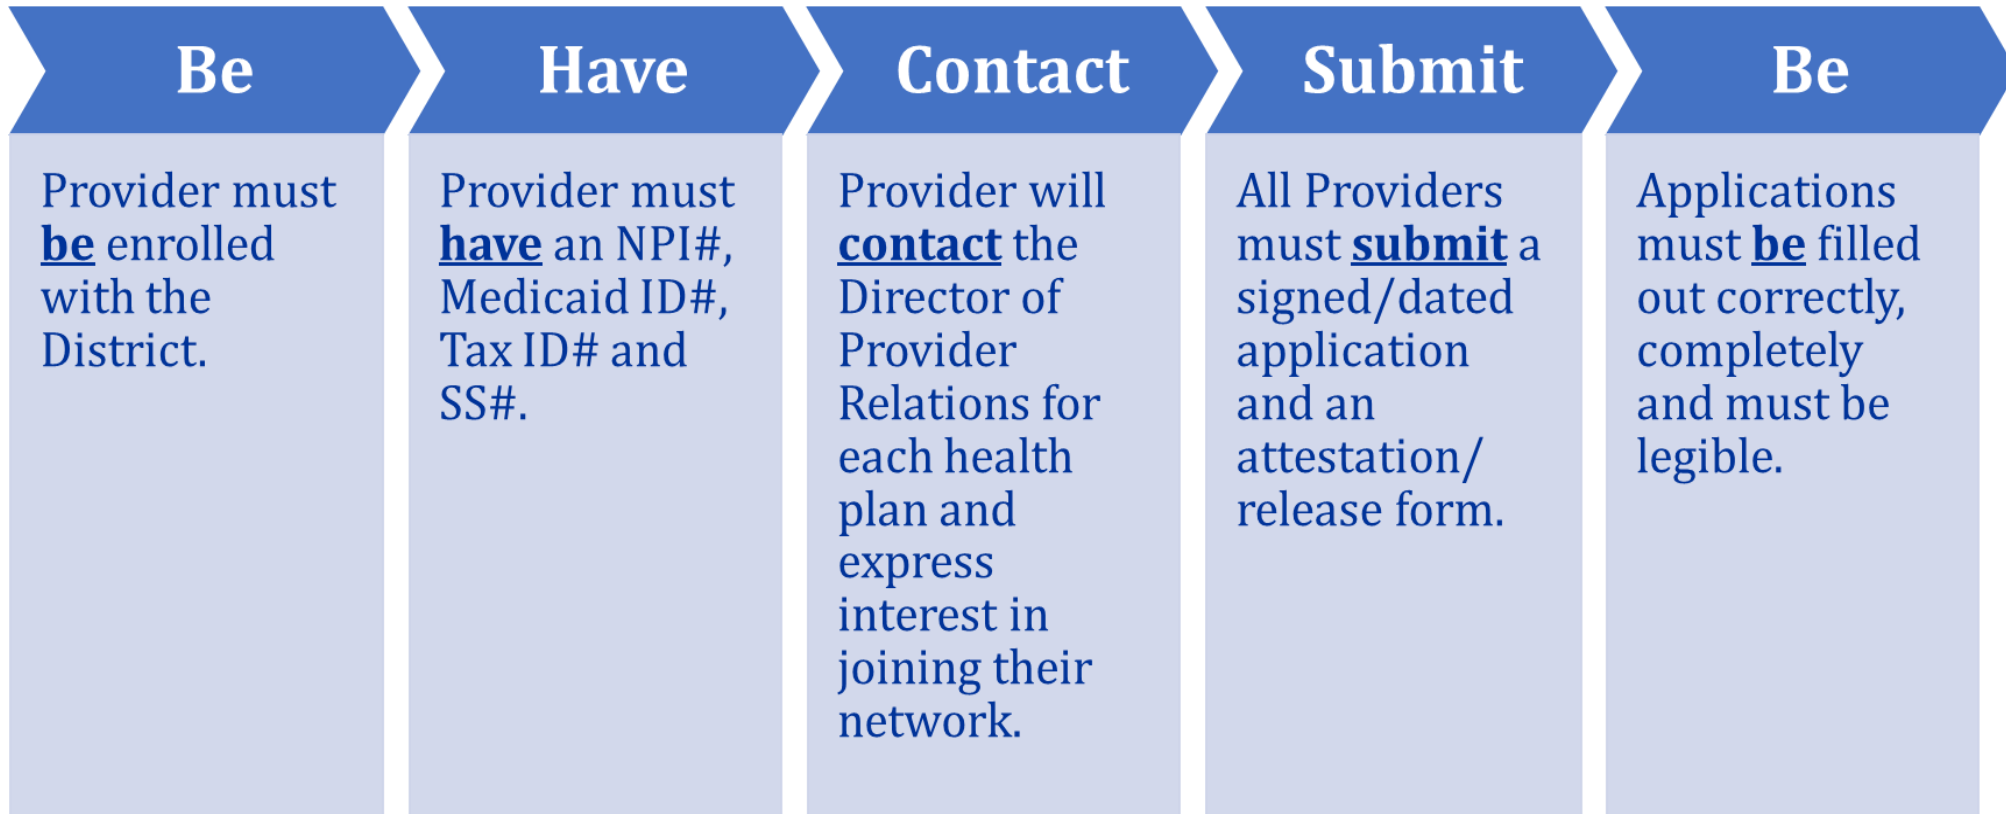 Be
Provider must
be enrolled
with the
District.
Have
Provider must
have an NPI#,
Medicaid ID#,
Tax ID# and
SS#.
Contact
Provider will
contact the
Director of
Provider
Relations for
each health
plan and
express
interest in
joining their
network.
Submit
All Providers
must submit a
signed/dated
application
and an
attestation/
release form.
Be
Applications
must be filled
out correctly,
completely
and must be
legible.